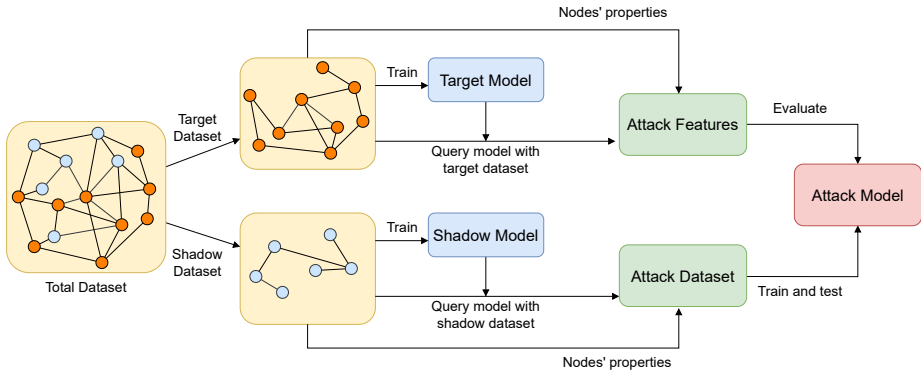 Nodes' properties
Train
Target Model
Target
Dataset
Attack Features
Evaluate
Query model with
target dataset
Attack Model
Total Dataset
Shadow
Dataset
Train
Shadow Model
Attack Dataset
Train and test
Query model with
shadow dataset
Nodes' properties